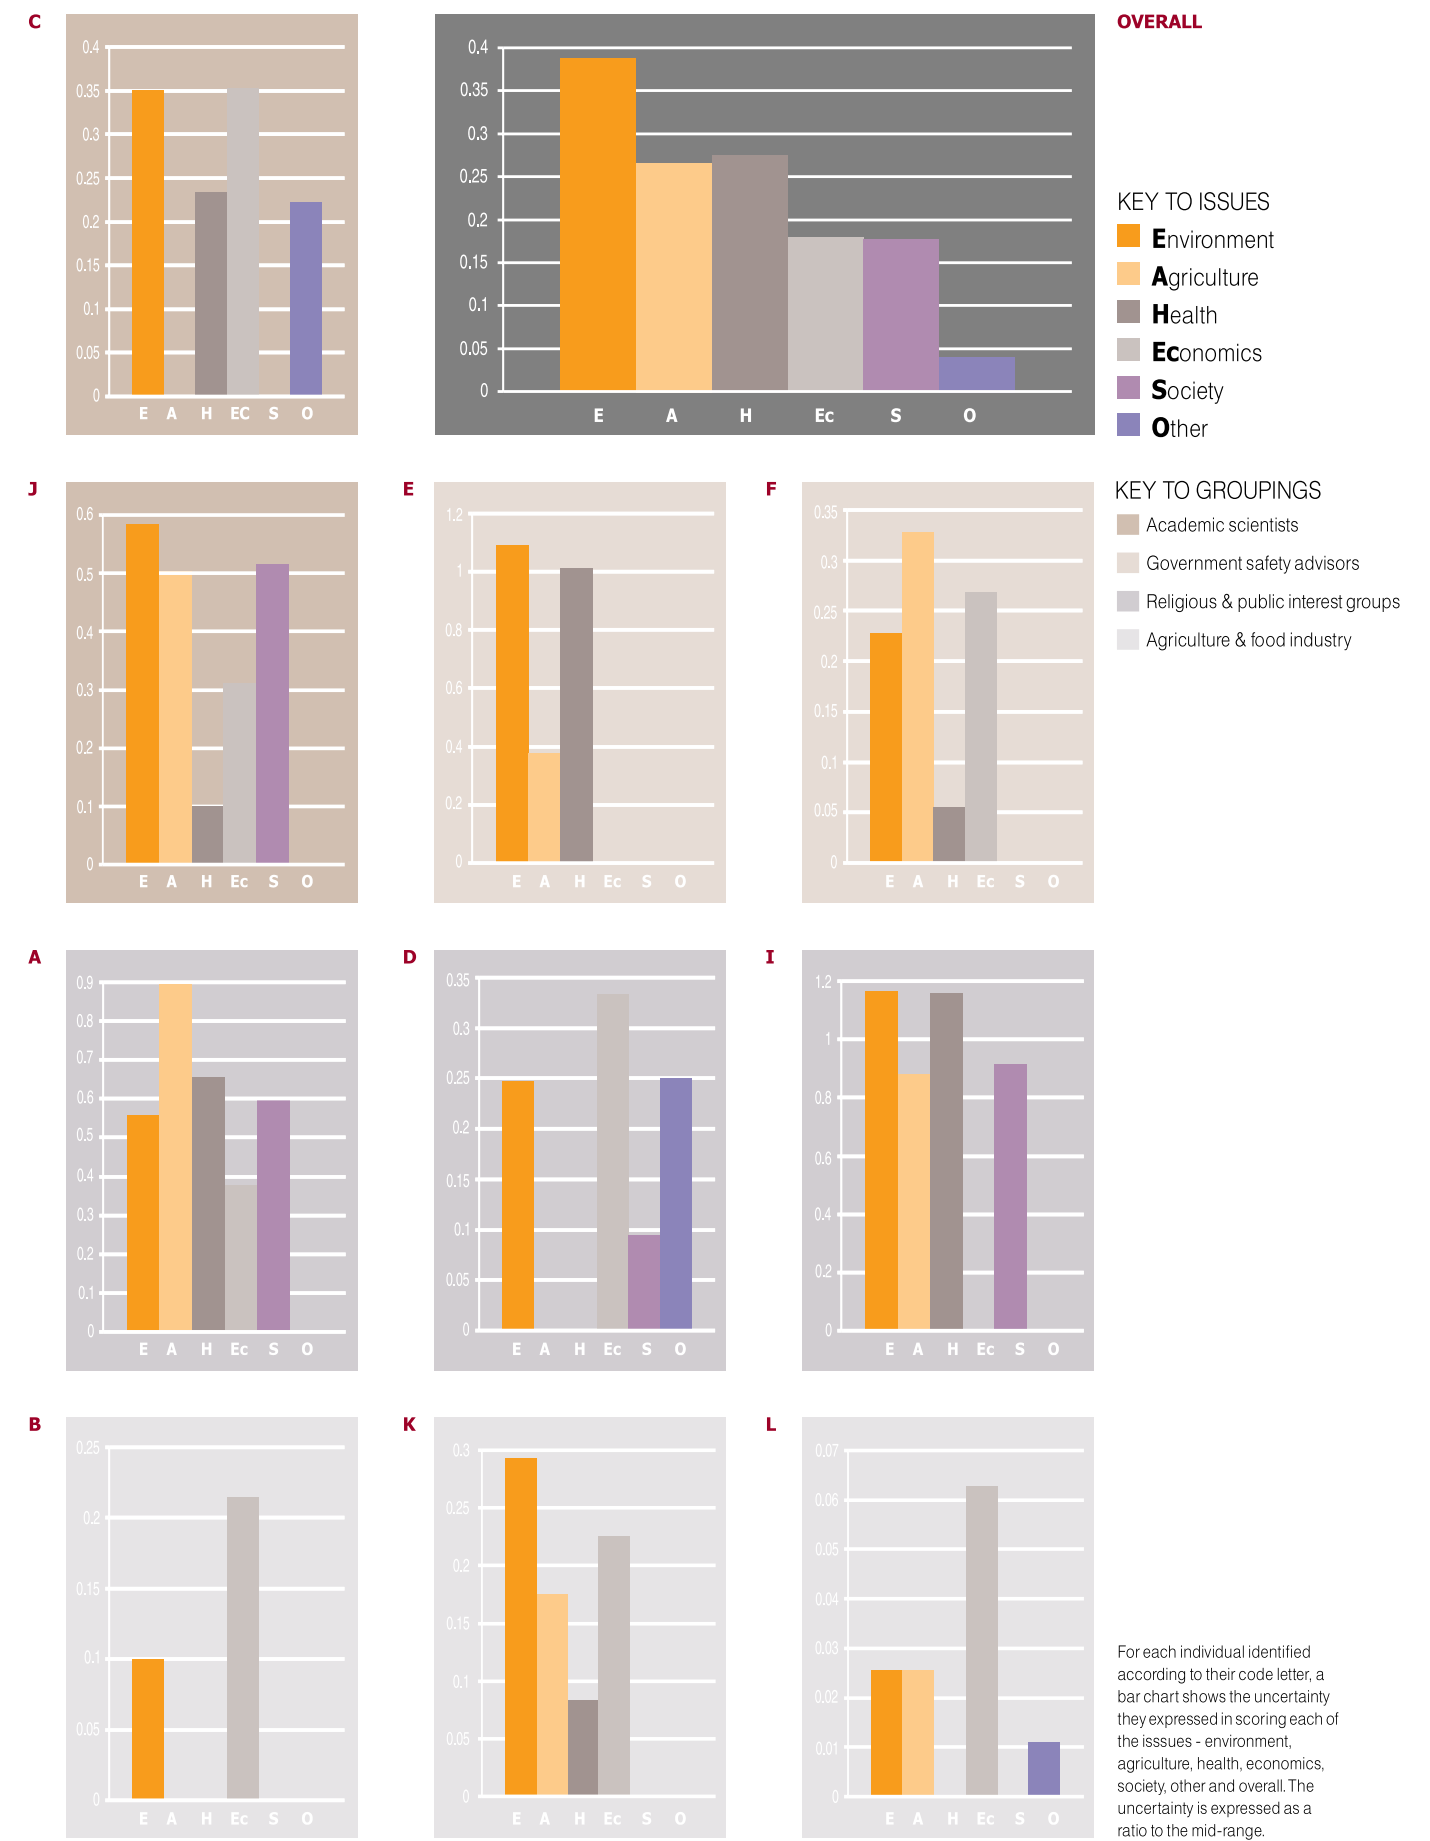 C
OVERALL
0.4
0.35
0.3
0.25
0.2
0.15
0.1
0.05
0
E A H EC S O
0.4
0.35
0.3
0.25
0.2
0.15
0.1
0.05
0
E A H Ec S O
KEY TO ISSUES
Environment
Agriculture
Health
Economics
Society
Other
J
0.6
0.5
0.4
0.3
0.2
0.1
0
E A H Ec S O
E
1.2
1
0.8
0.6
0.4
0.2
0
E A H Ec S O
F
0.35
0.3
0.25
0.2
0.15
0.1
0.05
0
E A H Ec S O
KEY TO GROUPINGS
Academic scientists
Government safety advisors
Religious & public interest groups
Agriculture & food industry
A
0.9
0.8
0.7
0.6
0.5
0.4
0.3
0.2
0.1
0
E A H Ec S O
D
0.35
0.3
0.25
0.2
0.15
0.1
0.05
0
E A H Ec S O
I
1.2
1
0.8
0.6
0.4
0.2
0
E A H Ec S O
B
0.25
0.2
0.15
0.1
0.05
0
E A H Ec S O
K
0.3
0.25
0.2
0.15
0.1
0.05
0
E A H Ec S O
L
0.07
0.06
0.05
0.04
0.03
0.02
0.01
0
E A H Ec S O
For each individual identified
according to their code letter, a
bar chart shows the uncertainty
they expressed in scoring each of
the isssues - environment,
agriculture, health, economics,
society, other and overall. The
uncertainty is expressed as a
ratio to the mid-range.